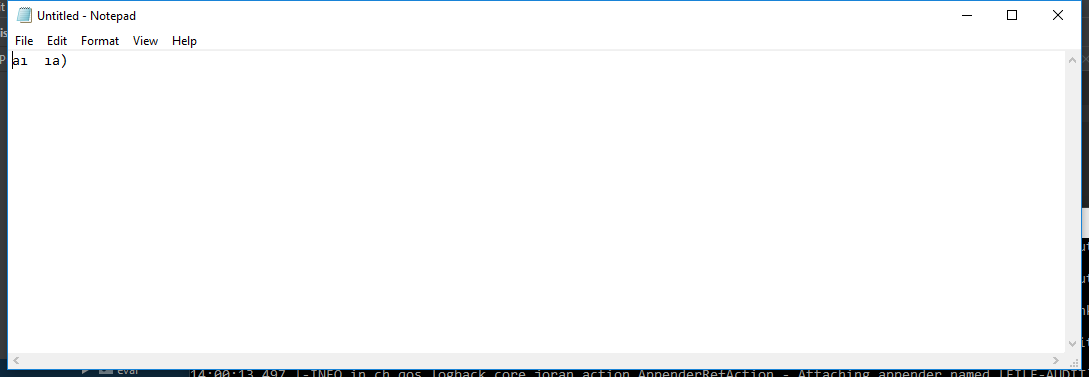 Untitled - Notepad
File Edit Format View Help
aı  ıa)
eval
14:00:13,497 |-INFO in ch.qos.logback.core.joran.action.AppenderRefAction - Attaching appender named [FILE-AUDIT